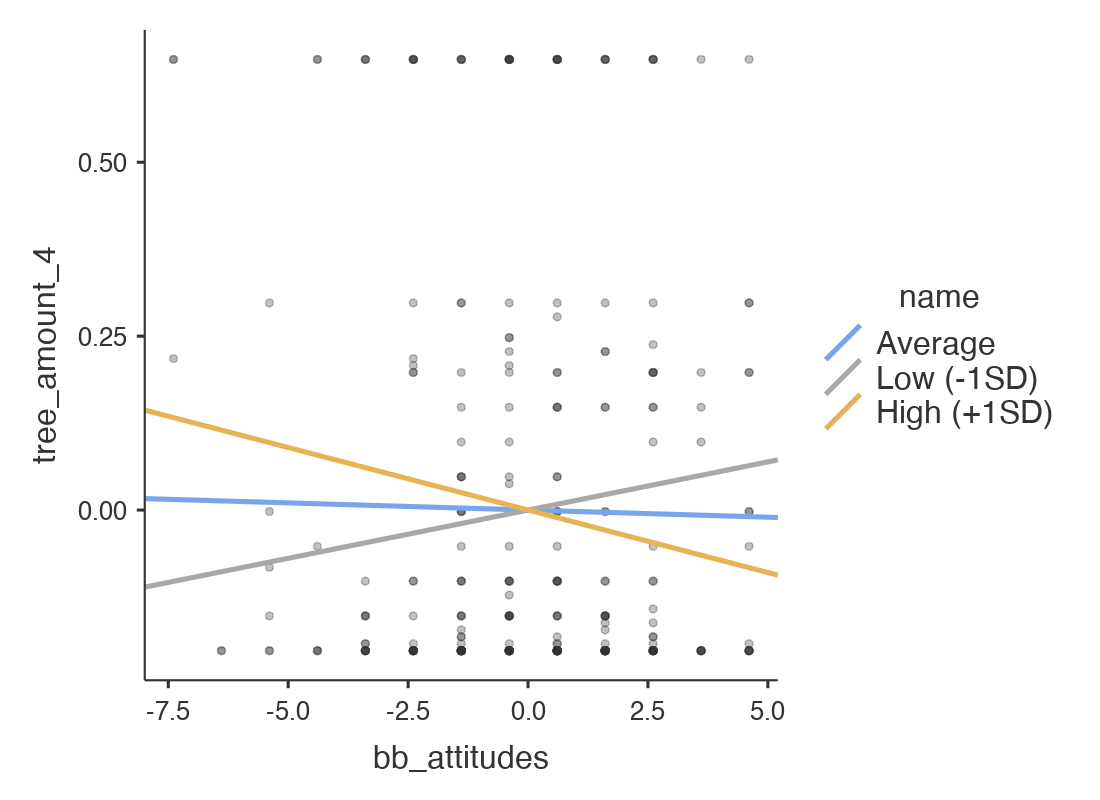 tree_amount_4
0.50
0.25
0.00
-7.5
-5.0
-2.5
0.0
2.5
5.0
bb_attitudes
name
Average
Low (-1SD)
High (+1SD)